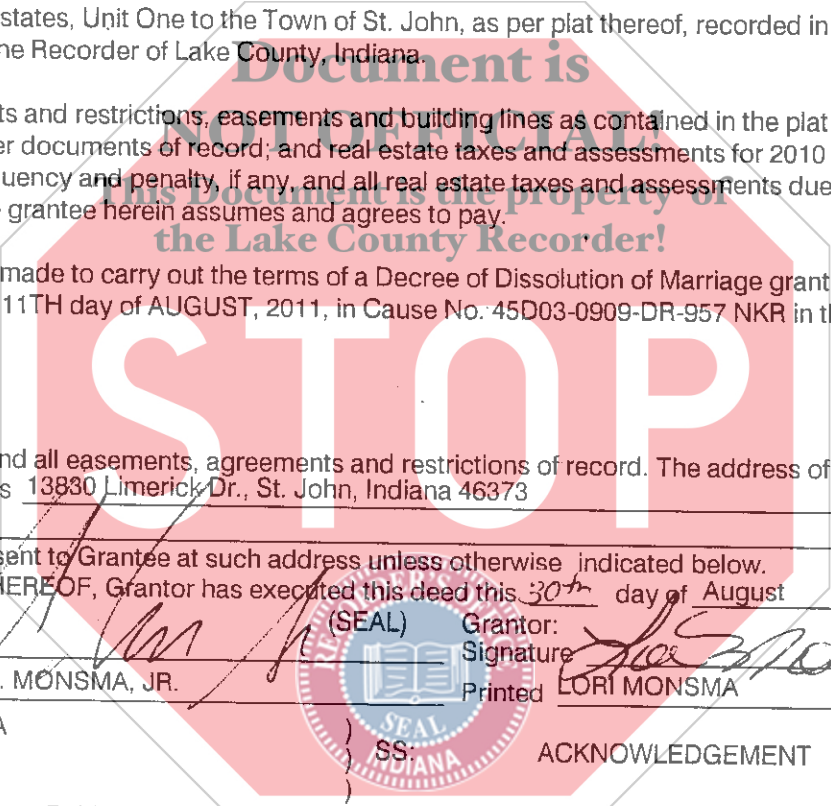 states, Unit One to the Town of St. John, as per plat thereof, recorded in
ne Recorder of Lake County, Indiana.
Document is
ts and restrictions, easements and building lines as contained in the plat
NOT OFFICIAL!
er documents of record; and real estate taxes and assessments for 2010
uency and penalty, if any, and all real estate taxes and assessments due
This Document is the property of
grantee herein assumes and agrees to pay.
the Lake County Recorder!
made to carry out the terms of a Decree of Dissolution of Marriage grant
11TH day of AUGUST, 2011, in Cause No. 45D03-0909-DR-957 NKR in th
STOP
nd all easements, agreements and restrictions of record. The address of
s 13830 Limerick Dr., St. John, Indiana 46373
sent to Grantee at such address unless otherwise indicated below.
HEREOF, Grantor has executed this deed this 30th day of August
(SEAL) Grantor:
Signature
. MONSMA, JR. Printed LORI MONSMA
RECORDER'S OFFICE
SEAL
INDIANA
A
) SS: ACKNOWLEDGEMENT
)